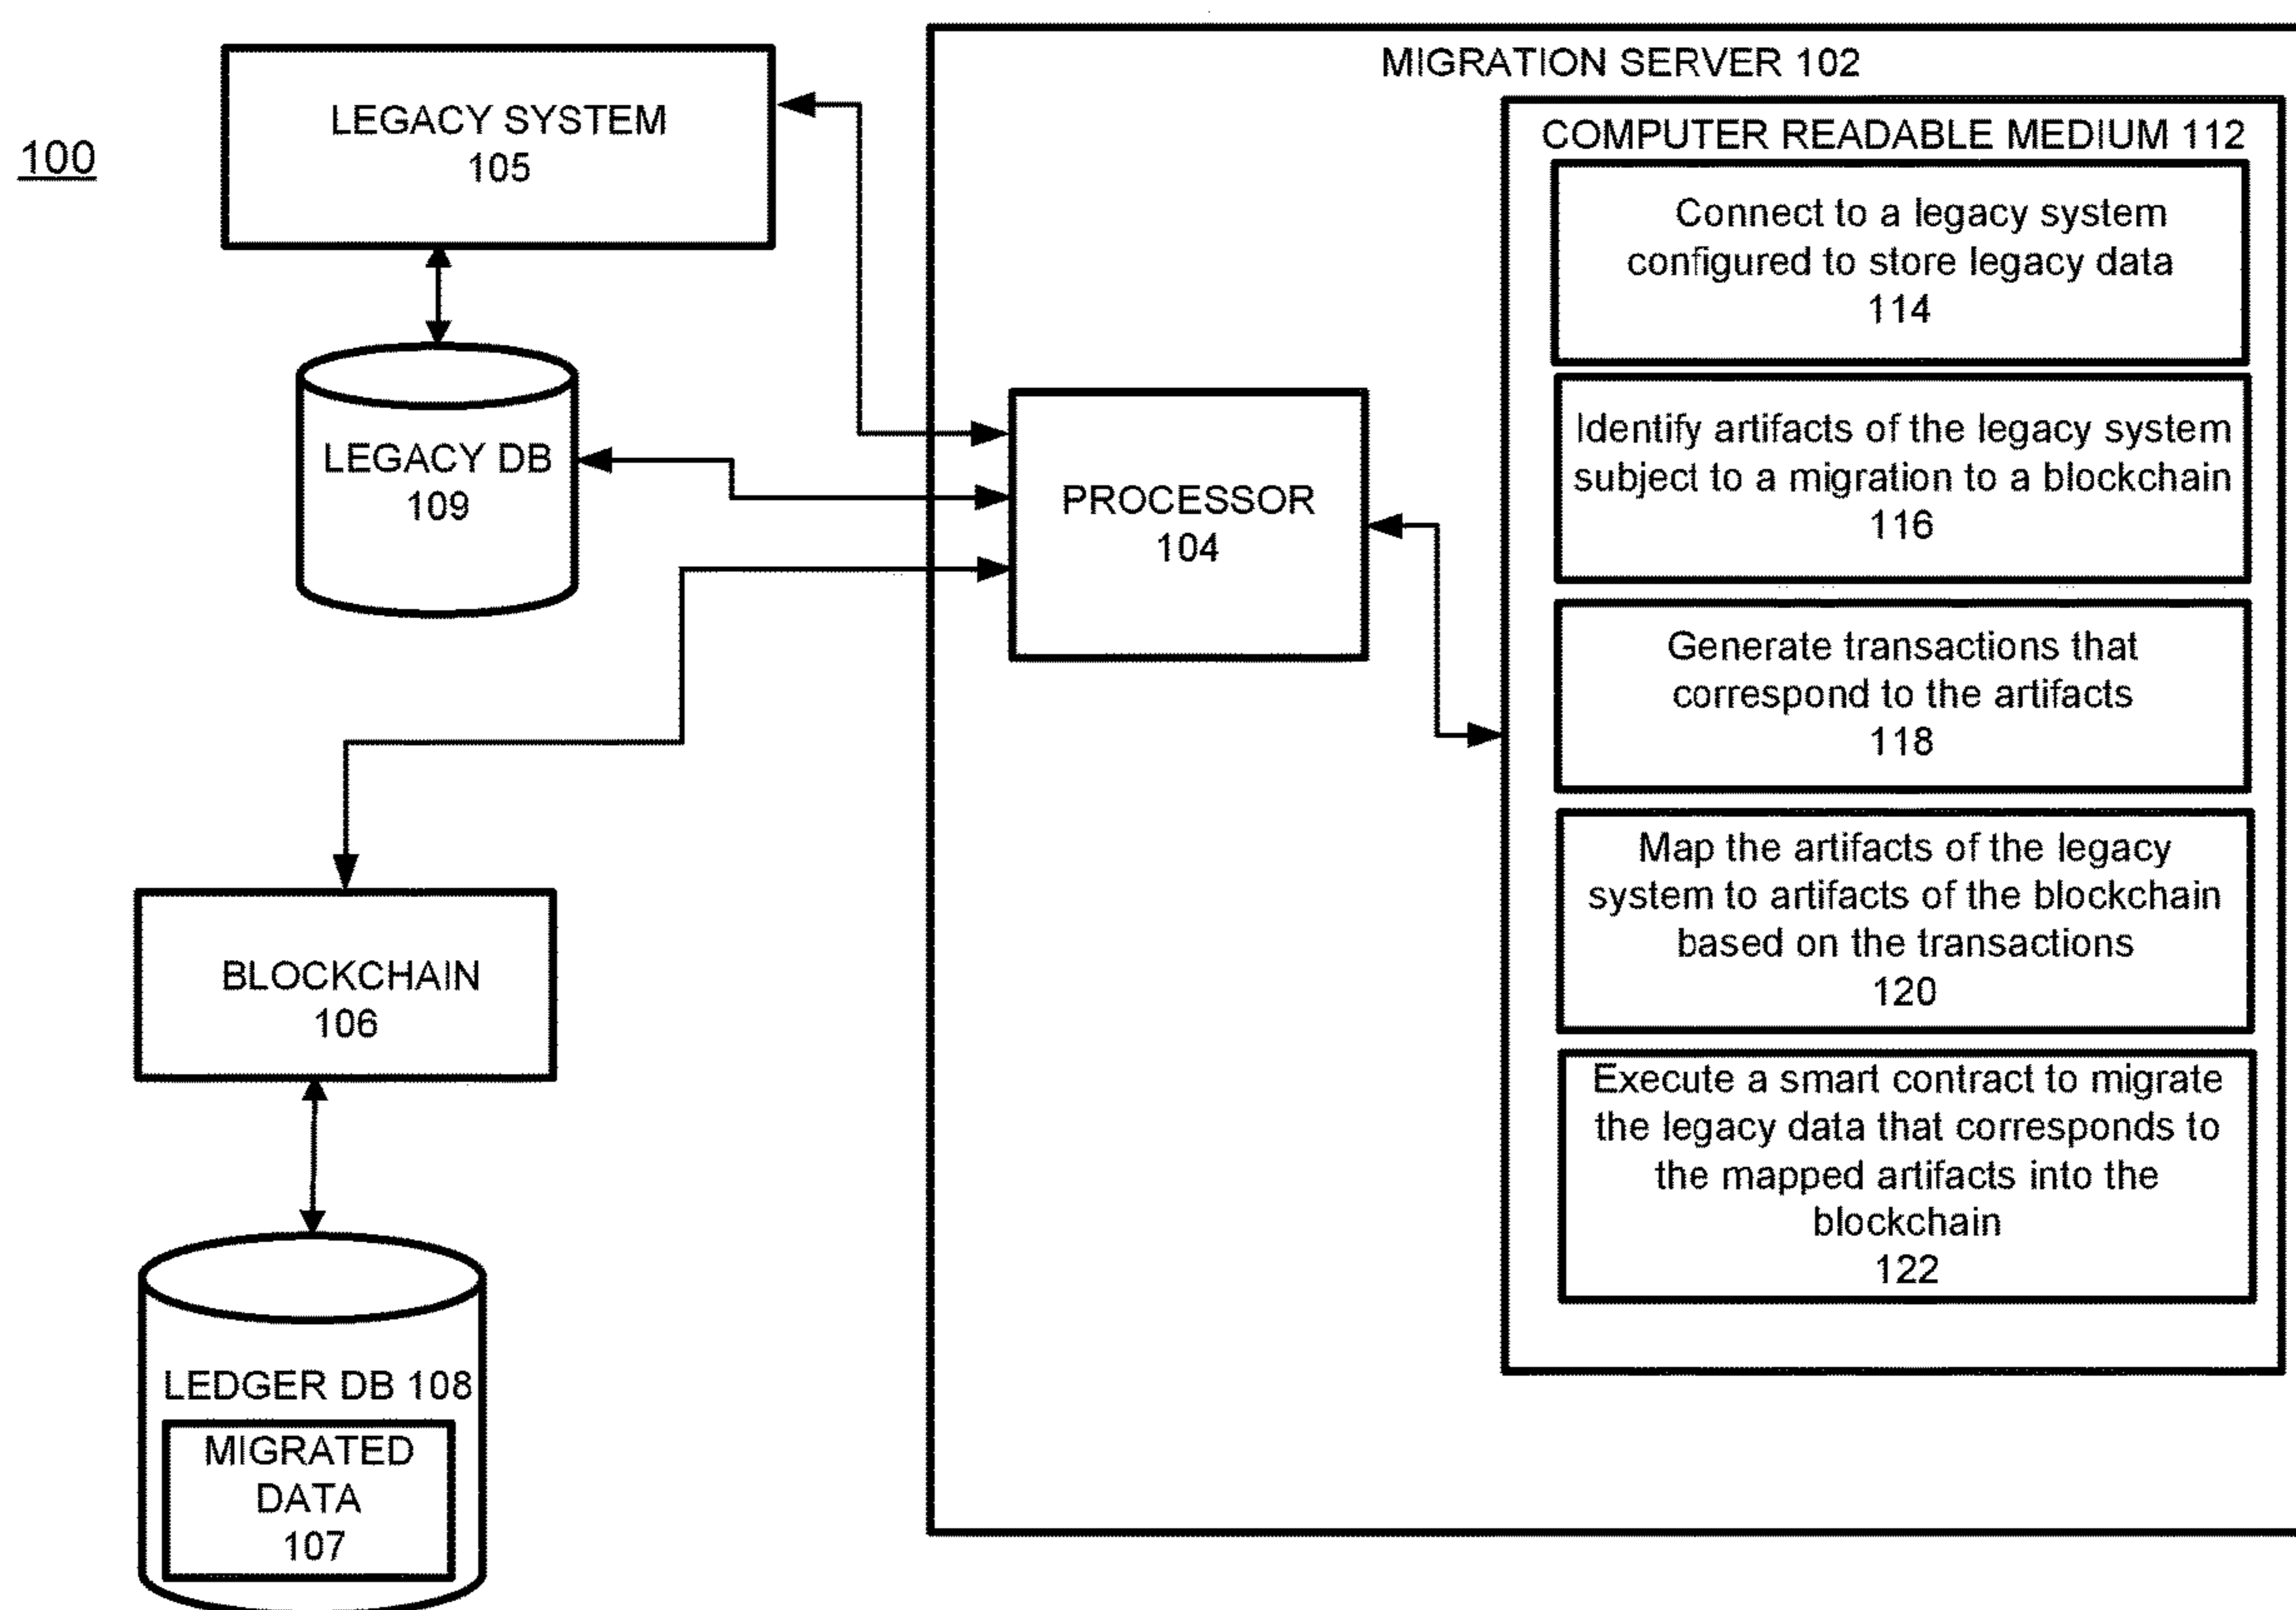 100
LEGACY SYSTEM
105
LEGACY DB
109
BLOCKCHAIN
106
LEDGER DB 108
MIGRATED
DATA
107
MIGRATION SERVER 102
PROCESSOR
104
COMPUTER READABLE MEDIUM 112
Connect to a legacy system
configured to store legacy data
114
Identify artifacts of the legacy system
subject to a migration to a blockchain
116
Generate transactions that
correspond to the artifacts
118
Map the artifacts of the legacy
system to artifacts of the blockchain
based on the transactions
120
Execute a smart contract to migrate
the legacy data that corresponds to
the mapped artifacts into the
blockchain
122